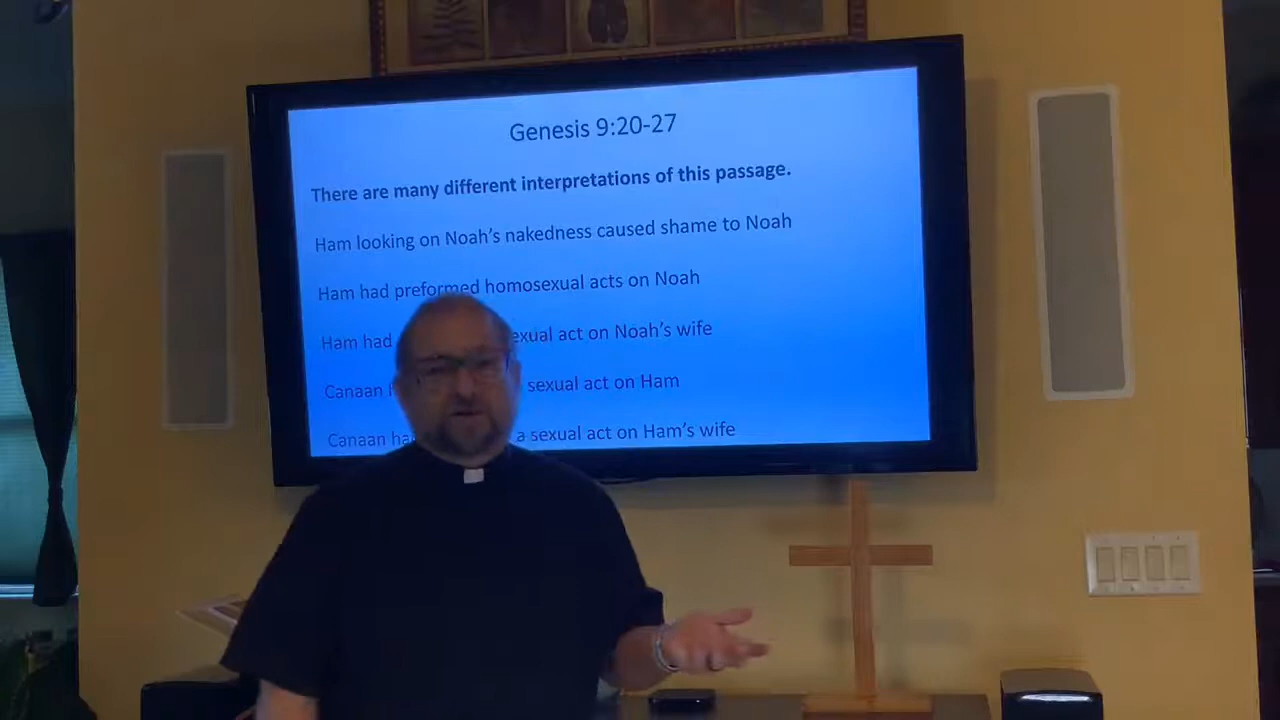 Genesis 9:20-27
There are many different interpretations of this passage.
Ham looking on Noah's nakedness caused shame to Noah
Ham had preformed homosexual acts on Noah
Ham had exual act on Noah's wife
Canaan sexual act on Ham
Canaan ha a sexual act on Ham's wife